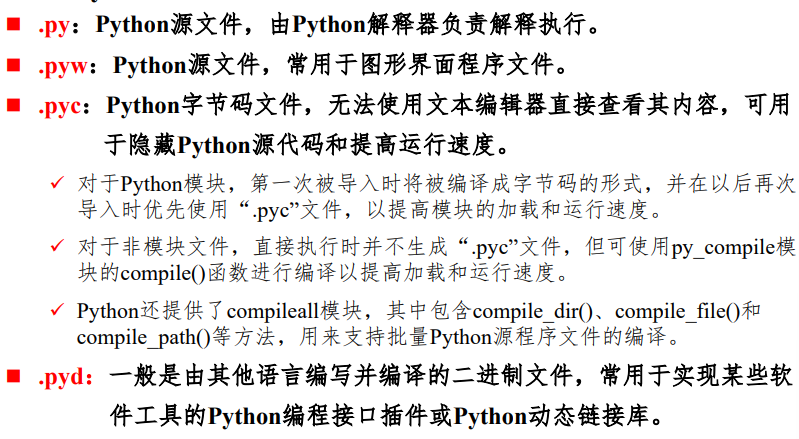 .py：Python源文件，由Python解释器负责解释执行。
.pyw：Python源文件，常用于图形界面程序文件。
.pyc：Python字节码文件，无法使用文本编辑器直接查看其内容，可用
于隐藏Python源代码和提高运行速度。
对于Python模块，第一次被导入时将被编译成字节码的形式，并在以后再次
导入时优先使用“.pyc”文件，以提高模块的加载和运行速度。
对于非模块文件，直接执行时并不生成“.pyc”文件，但可使用py_compile模
块的compile()函数进行编译以提高加载和运行速度。
Python还提供了compileall模块，其中包含compile_dir()、compile_file()和
compile_path()等方法，用来支持批量Python源程序文件的编译。
.pyd：一般是由其他语言编写并编译的二进制文件，常用于实现某些软
件工具的Python编程接口插件或Python动态链接库。